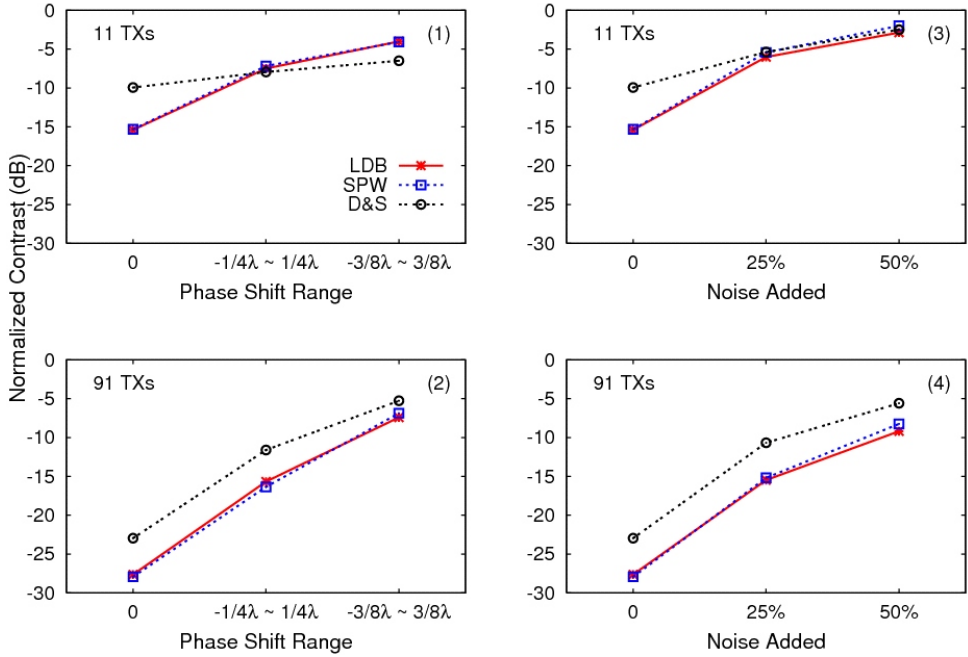 Normalized Contrast (dB)
11 TXs
(1)
0
-5
-10
-15
-20
-25
-30
LDB
SPW
D&S
0 -1/4λ ~ 1/4λ -3/8λ ~ 3/8λ
Phase Shift Range
11 TXs
(3)
0
-5
-10
-15
-20
-25
-30
0 25% 50%
Noise Added
91 TXs
(2)
0
-5
-10
-15
-20
-25
-30
0 -1/4λ ~ 1/4λ -3/8λ ~ 3/8λ
Phase Shift Range
91 TXs
(4)
0
-5
-10
-15
-20
-25
-30
0 25% 50%
Noise Added